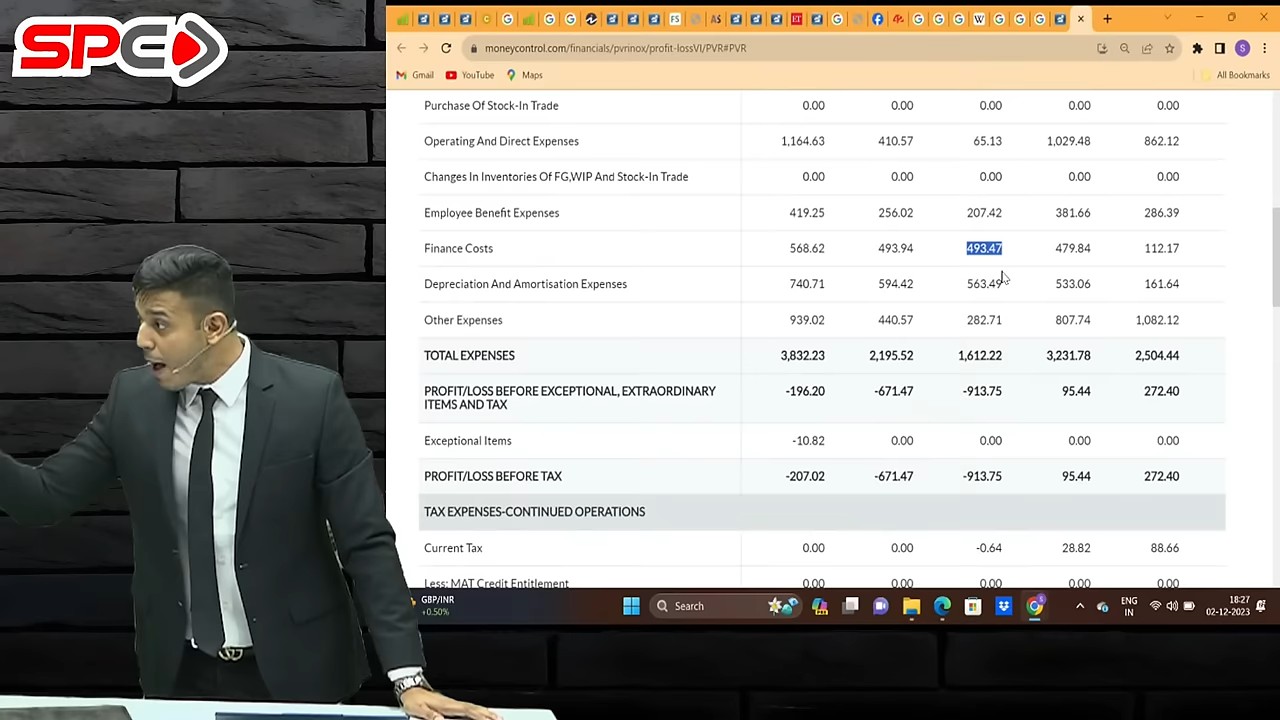 SPC
moneycontrol.com/financials/pvrinox/profit-lossVI/PVR#PVR
Gmail YouTube Maps All Bookmarks
Purchase Of Stock-In Trade 0.00 0.00 0.00 0.00 0.00
Operating And Direct Expenses 1,164.63 410.57 65.13 1,029.48 862.12
Changes In Inventories Of FG,WIP And Stock-In Trade 0.00 0.00 0.00 0.00 0.00
Employee Benefit Expenses 419.25 256.02 207.42 381.66 286.39
Finance Costs 568.62 493.94 493.47 479.84 112.17
Depreciation And Amortisation Expenses 740.71 594.42 563.49 533.06 161.64
Other Expenses 939.02 440.57 282.71 807.74 1,082.12
TOTAL EXPENSES 3,832.23 2,195.52 1,612.22 3,231.78 2,504.44
PROFIT/LOSS BEFORE EXCEPTIONAL, EXTRAORDINARY -196.20 -671.47 -913.75 95.44 272.40
ITEMS AND TAX
Exceptional Items -10.82 0.00 0.00 0.00 0.00
PROFIT/LOSS BEFORE TAX -207.02 -671.47 -913.75 95.44 272.40
TAX EXPENSES-CONTINUED OPERATIONS
Current Tax 0.00 0.00 -0.64 28.82 88.66
Less: MAT Credit Entitlement 0.00 0.00 0.00 0.00 0.00
GBP/INR
+0.50%
Search
ENG
IN
18:27
02-12-2023